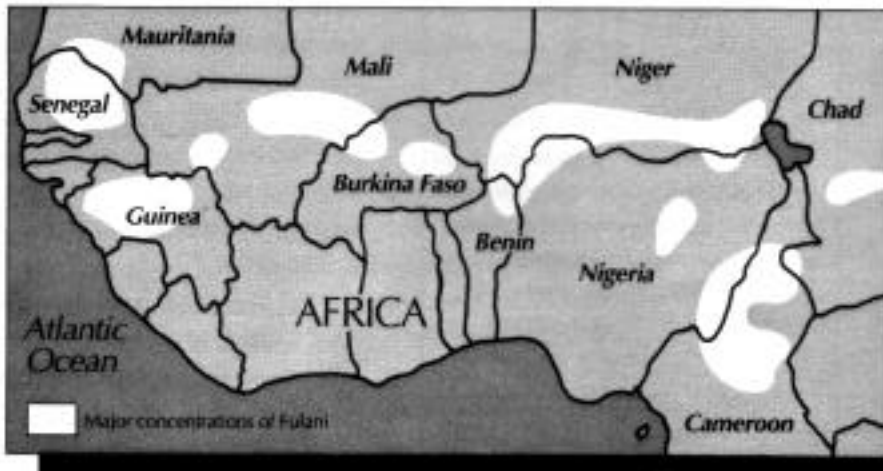 Mauritania
Mali
Niger
Chad
Senegal
Burkina Faso
Guinea
Benin
Nigeria
AFRICA
Atlantic
Ocean
Major concentrations of Fulani
Cameroon